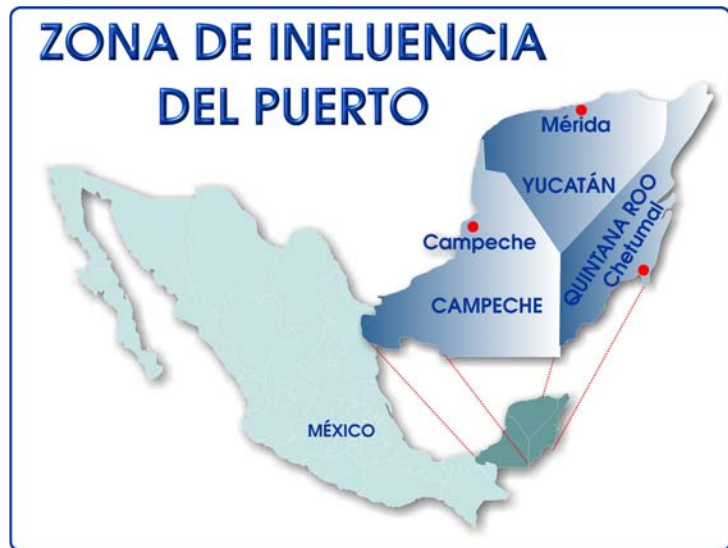 ZONA DE INFLUENCIA
DEL PUERTO
Mérida
YUCATÁN
QUINTANA ROO
Chetumal
Campeche
CAMPECHE
MÉXICO